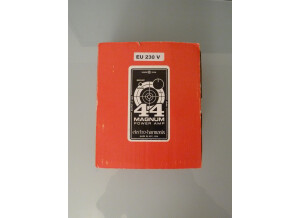 EU 230 V
44
MAGNUM
POWER AMP
electro-harmonix